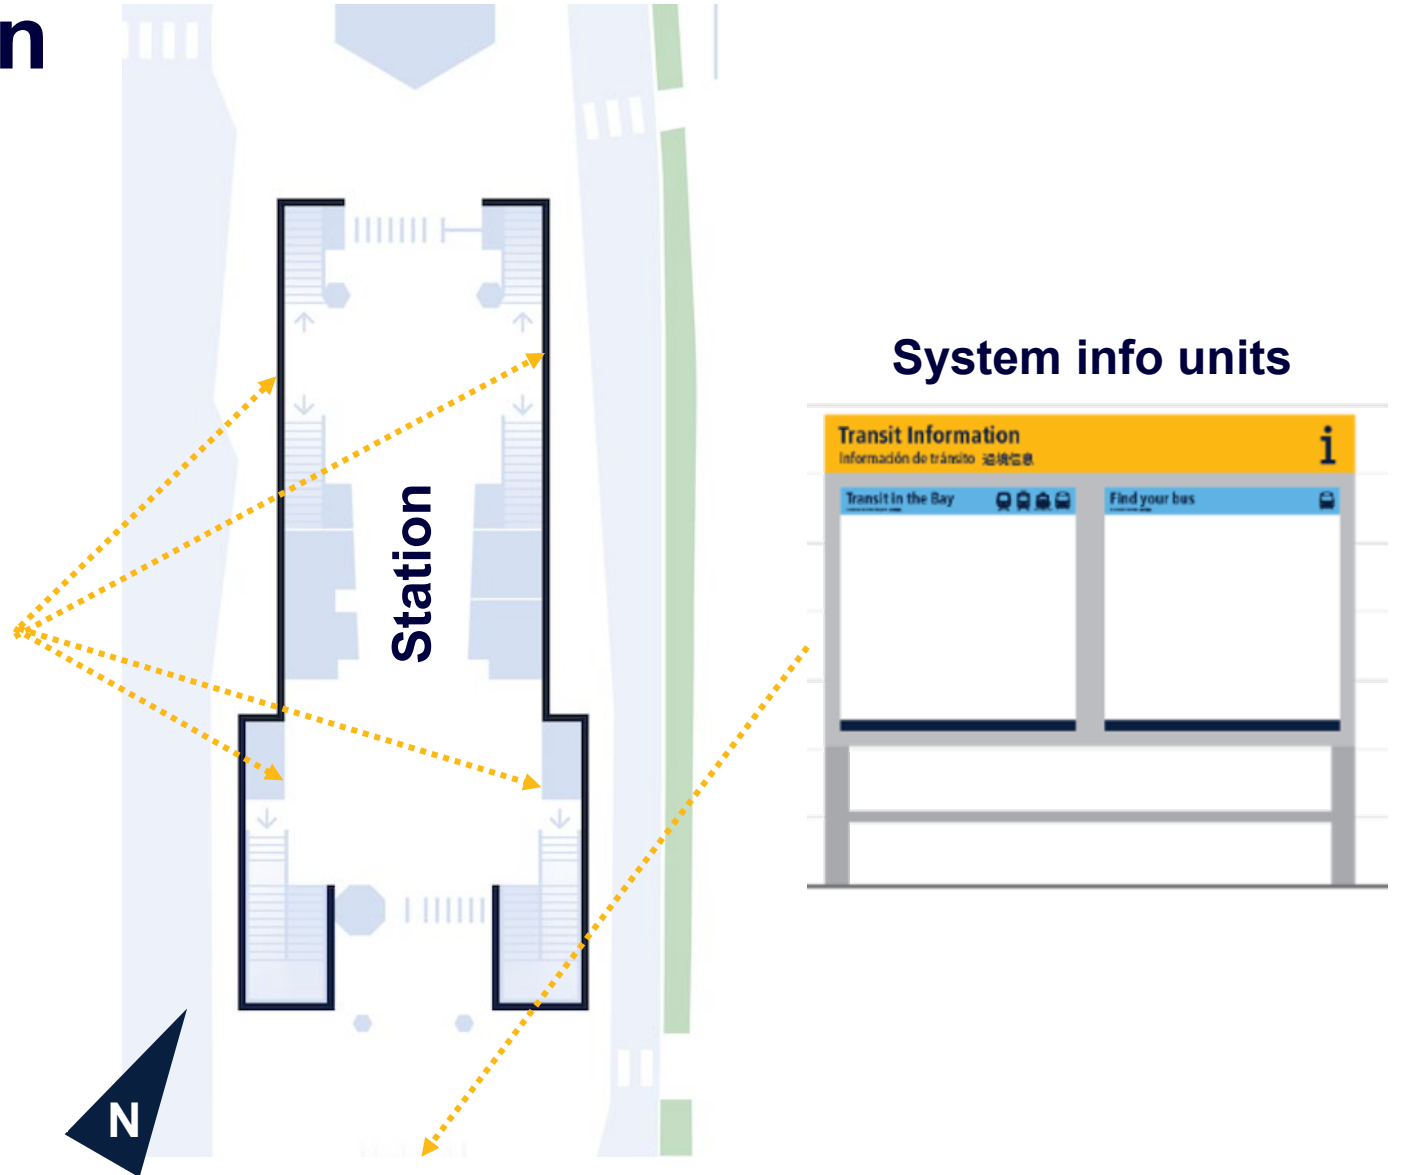 n
System info units
Transit Information
Información de tránsito
i
Transit in the Bay
Find your bus
Station
N